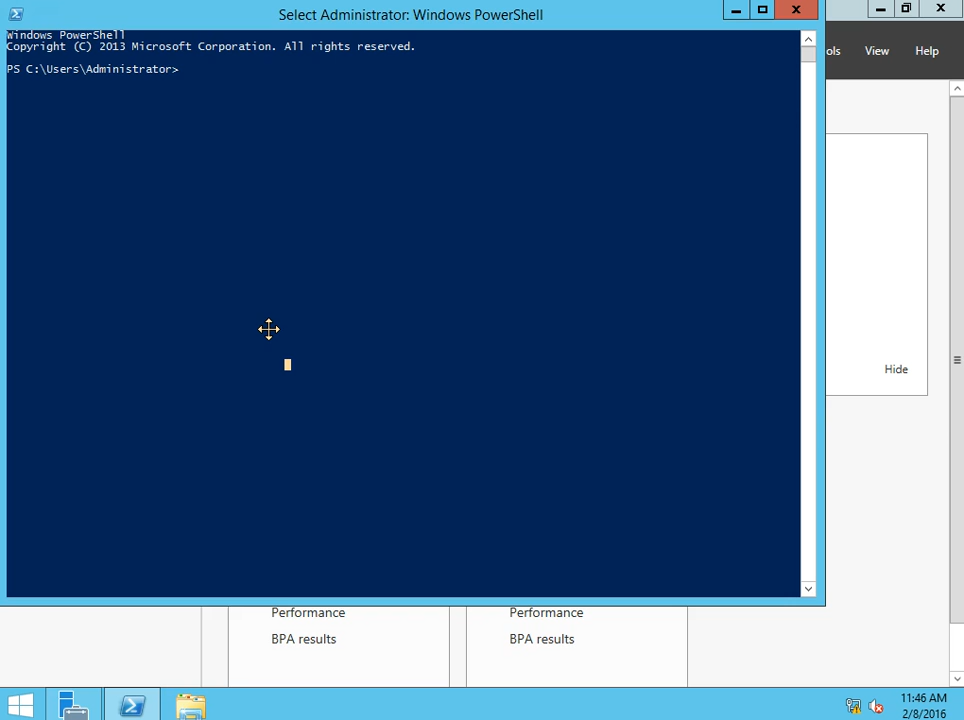 Select Administrator: Windows PowerShell
Windows PowerShell
Copyright (C) 2013 Microsoft Corporation. All rights reserved.
PS C:\Users\Administrator>
ols View Help
Hide
Performance Performance
BPA results BPA results
11:46 AM
2/8/2016